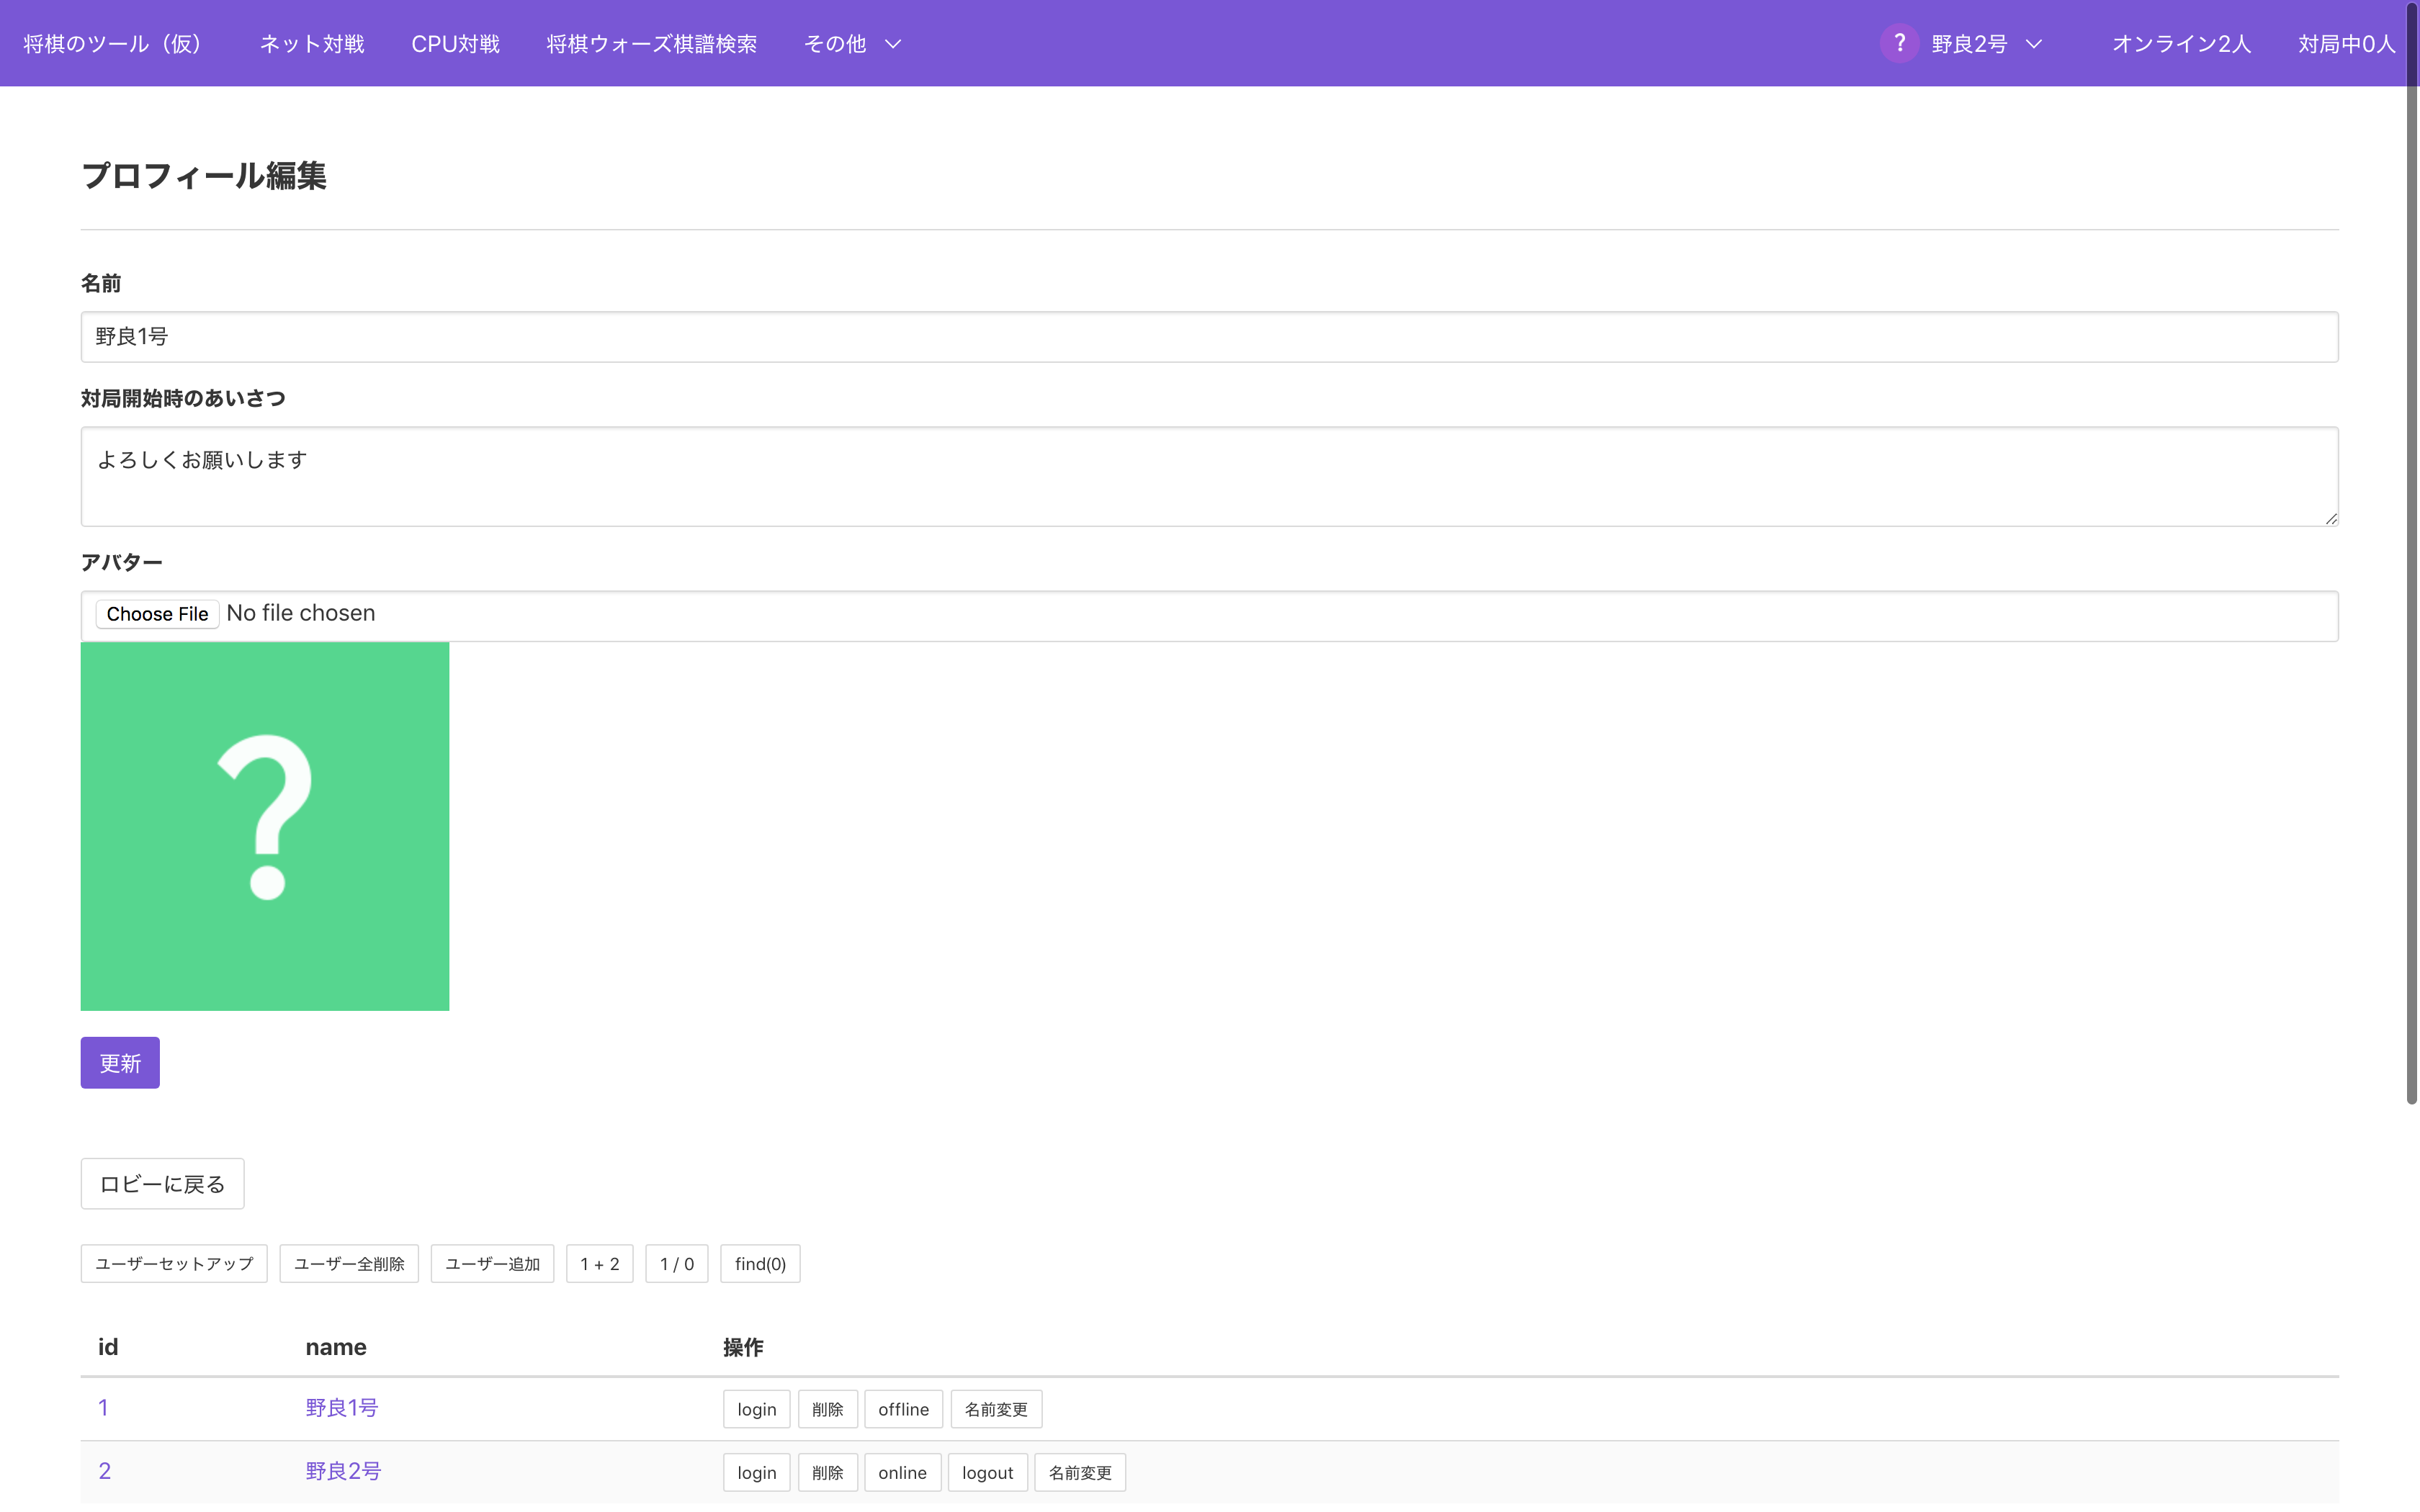 将棋のツール（仮） ネット対戦 CPU対戦 将棋ウォーズ棋譜検索 その他 ? 野良2号 オンライン2人 対局中0人
プロフィール編集
名前
野良1号
対局開始時のあいさつ
よろしくお願いします
アバター
Choose File No file chosen
?
更新
ロビーに戻る
ユーザーセットアップ ユーザー全削除 ユーザー追加 1 + 2 1 / 0 find(0)
id name 操作
1 野良1号 login 削除 offline 名前変更
2 野良2号 login 削除 online logout 名前変更